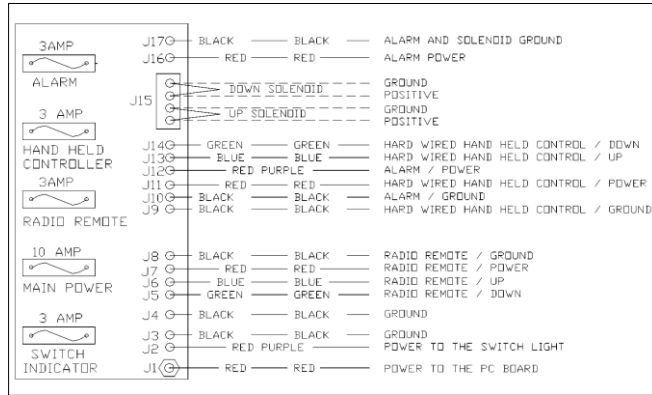 3AMP
ALARM
3 AMP
HAND HELD
CONTROLLER
3AMP
RADIO REMOTE
10 AMP
MAIN POWER
3 AMP
SWITCH
INDICATOR
J17 BLACK BLACK ALARM AND SOLENOID GROUND
J16 RED RED ALARM POWER
J15
DOWN SOLENOID
GROUND
POSITIVE
UP SOLENOID
GROUND
POSITIVE
J14 GREEN GREEN HARD WIRED HAND HELD CONTROL / DOWN
J13 BLUE BLUE HARD WIRED HAND HELD CONTROL / UP
J12 RED PURPLE ALARM / POWER
J11 RED RED HARD WIRED HAND HELD CONTROL / POWER
J10 BLACK BLACK ALARM / GROUND
J9 BLACK BLACK HARD WIRED HAND HELD CONTROL / GROUND
J8 BLACK BLACK RADIO REMOTE / GROUND
J7 RED RED RADIO REMOTE / POWER
J6 BLUE BLUE RADIO REMOTE / UP
J5 GREEN GREEN RADIO REMOTE / DOWN
J4 BLACK BLACK GROUND
J3 BLACK BLACK GROUND
J2 RED PURPLE POWER TO THE SWITCH LIGHT
J1 RED RED POWER TO THE PC BOARD